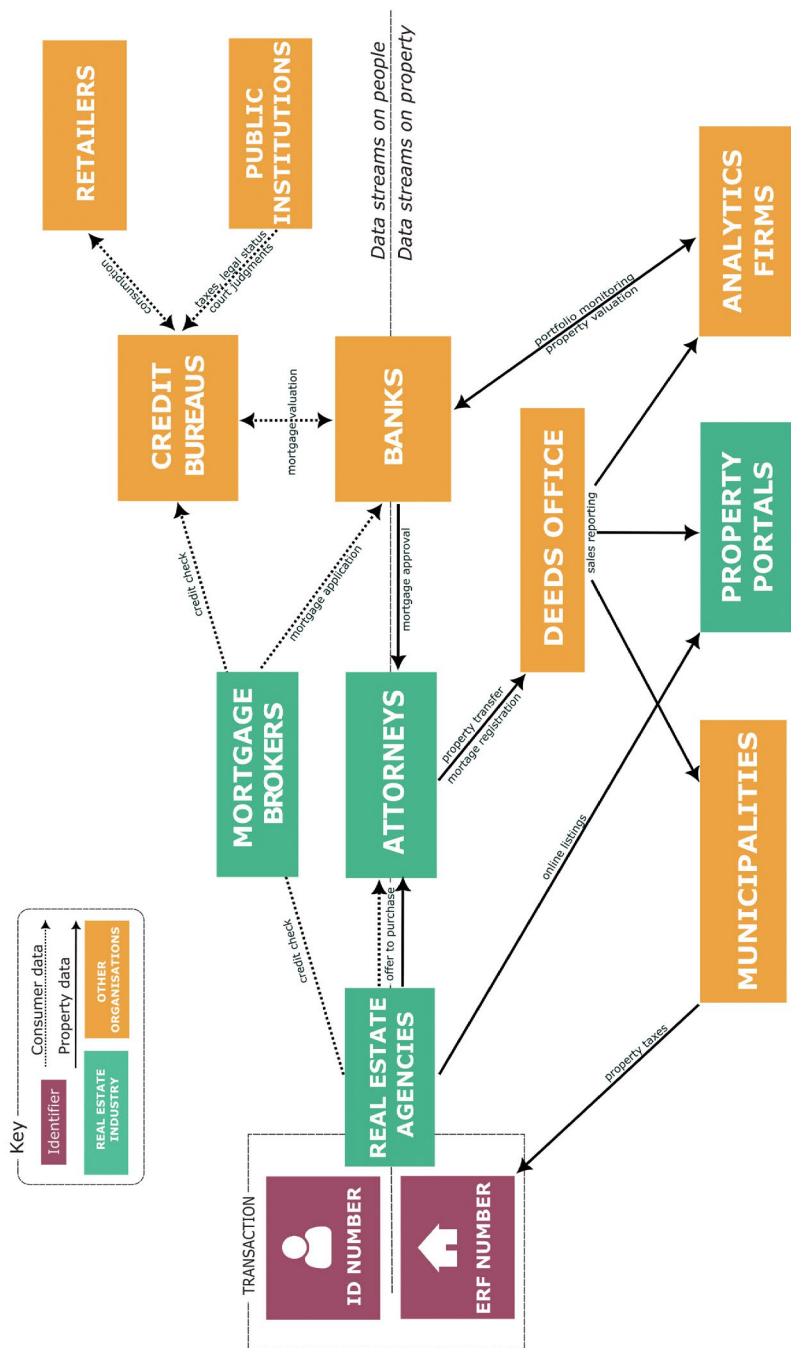 Key
Identifier
Consumer data
Property data
REAL ESTATE
INDUSTRY
OTHER
ORGANISATIONS
TRANSACTION
ID NUMBER
ERF NUMBER
REAL ESTATE
AGENCIES
credit check
offer to purchase
MORTGAGE
BROKERS
ATTORNEYS
credit check
mortgage application
mortgage approval
CREDIT
BUREAUS
mortgage valuation
BANKS
consumption
taxes, legal status
court judgments
RETAILERS
PUBLIC
INSTITUTIONS
Data streams on people
Data streams on property
property transfer
mortage registration
DEEDS OFFICE
sales reporting
portfolio monitoring
property valuation
online listings
property taxes
MUNICIPALITIES
PROPERTY
PORTALS
ANALYTICS
FIRMS